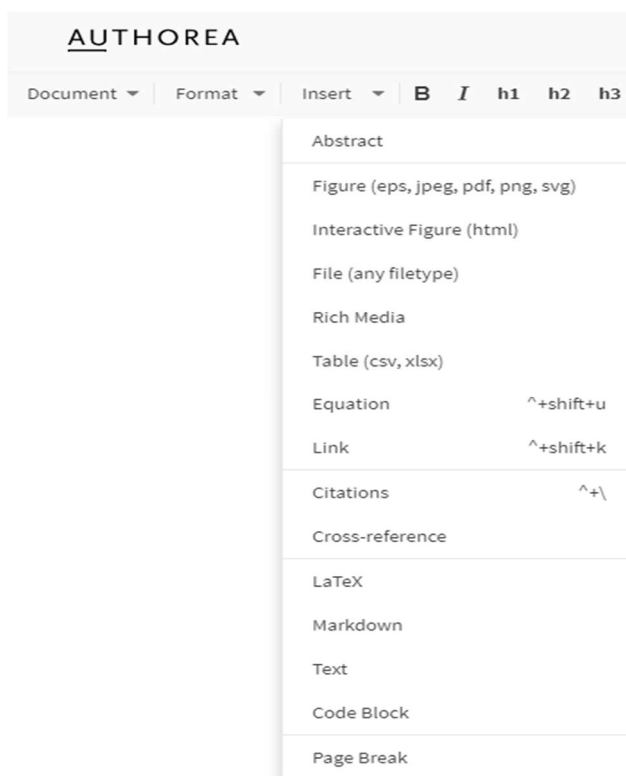 AUTHOREA
Document Format Insert B I h1 h2 h3
Abstract
Figure (eps, jpeg, pdf, png, svg)
Interactive Figure (html)
File (any filetype)
Rich Media
Table (csv, xlsx)
Equation ^+shift+u
Link ^+shift+k
Citations ^+\
Cross-reference
LaTeX
Markdown
Text
Code Block
Page Break